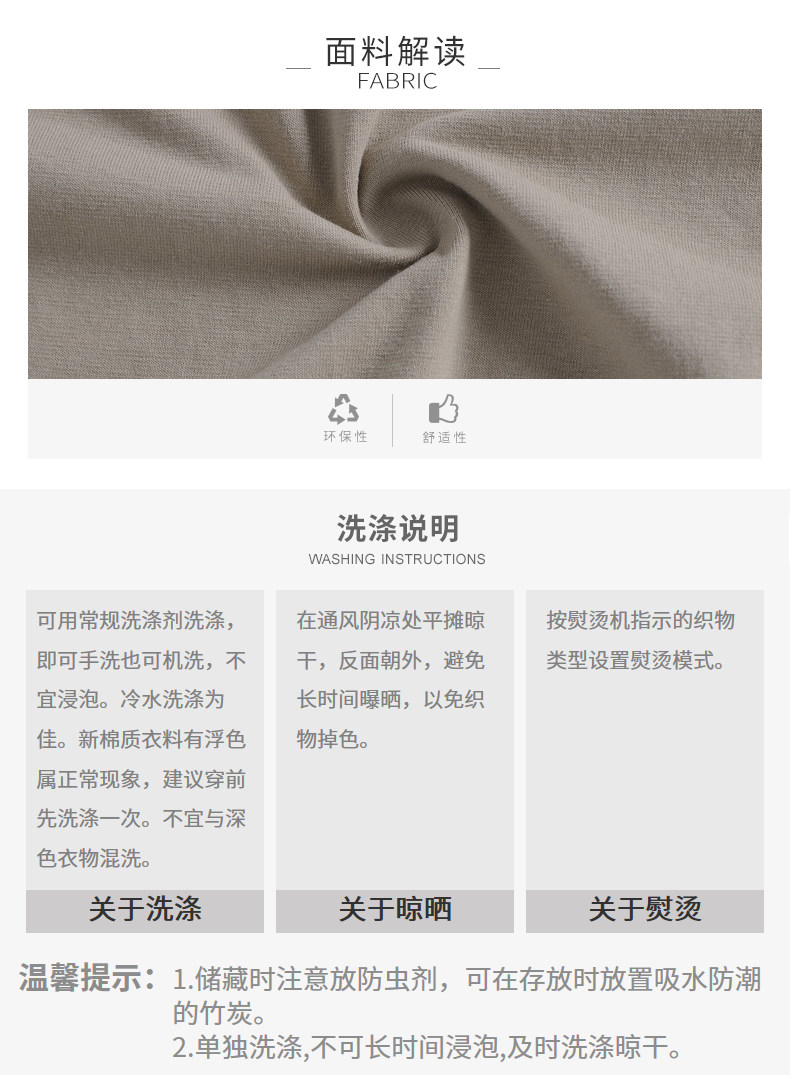 面料解读
FABRIC
环保性
舒适性
洗涤说明
WASHING INSTRUCTIONS
可用常规洗涤剂洗涤，
即可手洗也可机洗，不
宜浸泡。冷水洗涤为
佳。新棉质衣料有浮色
属正常现象，建议穿前
先洗涤一次。不宜与深
色衣物混洗。
关于洗涤
在通风阴凉处平摊晾
干，反面朝外，避免
长时间曝晒，以免织
物掉色。
关于晾晒
按熨烫机指示的织物
类型设置熨烫模式。
关于熨烫
温馨提示：1.储藏时注意放防虫剂，可在存放时放置吸水防潮
的竹炭。
2.单独洗涤,不可长时间浸泡,及时洗涤晾干。